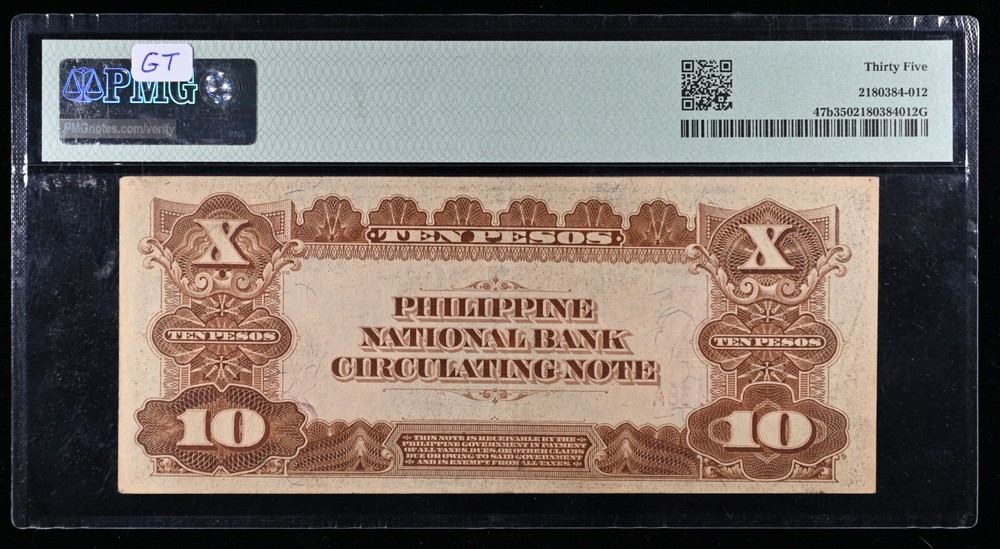 GT
PMG
PMGnotes.com/verify
PNG
Thirty Five
2180384-012
47b3502180384012G
X
TEN PESOS
X
PHILIPPINE
NATIONAL BANK
CIRCULATING NOTE
TEN PESOS
TEN PESOS
10
10
THIS NOTE IS RECEIVABLE BY THE
PHILIPPINE GOVERNMENT IN PAYMENT
OF ALL TAXES, DUES, OR OTHER CLAIMS
DUE OR OWING TO SAID GOVERNMENT
AND IS EXEMPT FROM ALL TAXES.